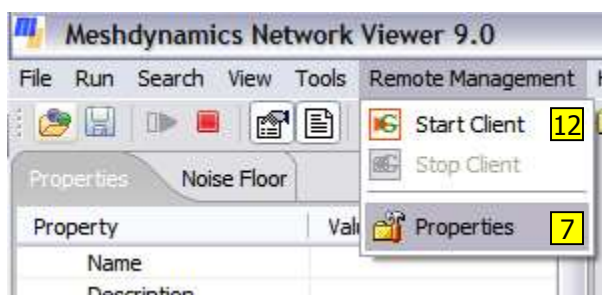 Meshdynamics Network Viewer 9.0
File Run Search View Tools Remote Management
Start Client 12
Stop Client
Properties Noise Floor
Property
Properties 7
Name
Description